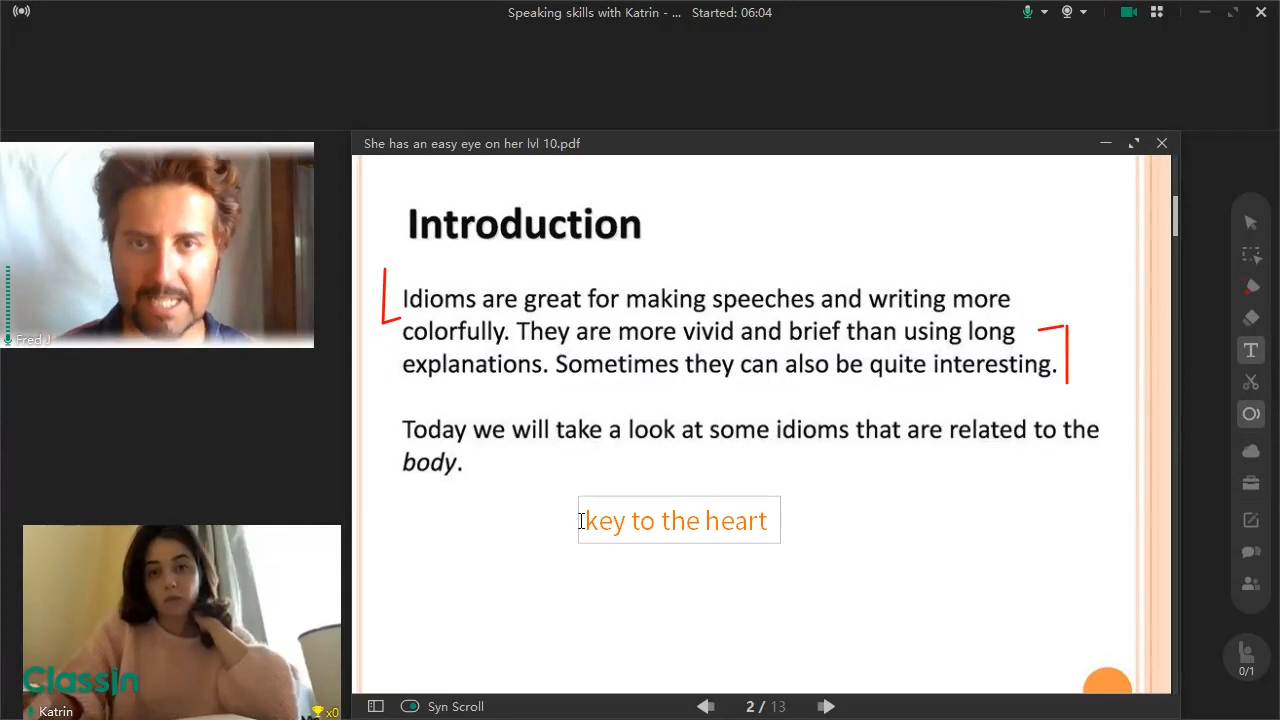 Speaking skills with Katrin - ... Started: 06:04
She has an easy eye on her lvl 10.pdf
Fred J
Introduction
Idioms are great for making speeches and writing more
colorfully. They are more vivid and brief than using long
explanations. Sometimes they can also be quite interesting.
Today we will take a look at some idioms that are related to the
body.
key to the heart
T
ClassIn
Katrin
x0
Syn Scroll
2 / 13
0/1